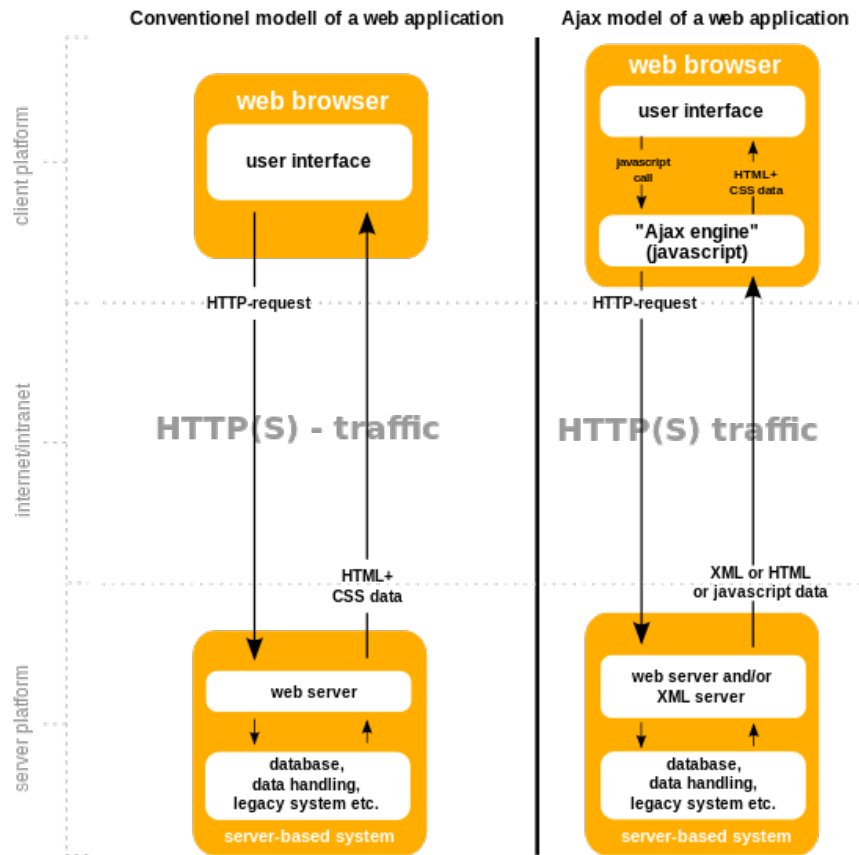 Conventionel modell of a web application
web browser
user interface
HTTP-request
HTTP(S) - traffic
HTML+
CSS data
web server
database,
data handling,
legacy system etc.
server-based system
Ajax model of a web application
web browser
user interface
javascript
call
HTML+
CSS data
"Ajax engine"
(javascript)
HTTP-request
HTTP(S) traffic
XML or HTML
or javascript data
web server and/or
XML server
database,
data handling,
legacy system etc.
server-based system
client platform
internet/intranet
server platform